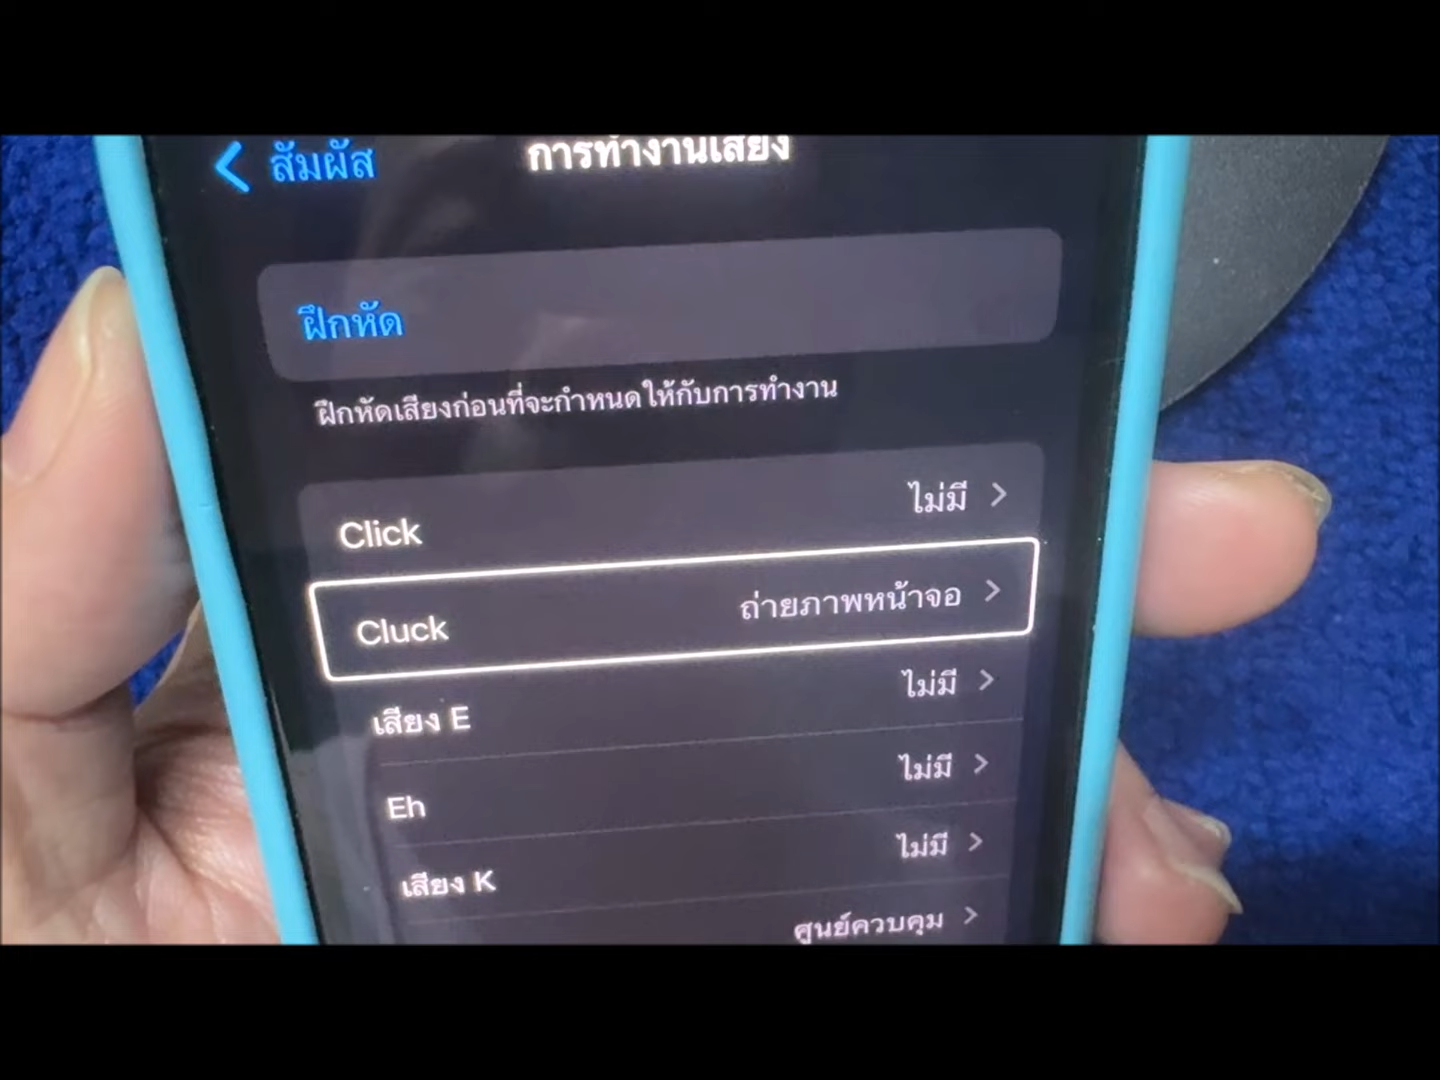 สัมผัส
การทำงานเสียง
ฝึกหัด
ฝึกหัดเสียงก่อนที่จะกำหนดให้กับการทำงาน
Click ไม่มี
Cluck ถ่ายภาพหน้าจอ
เสียง E ไม่มี
Eh ไม่มี
เสียง K ไม่มี
ศูนย์ควบคุม